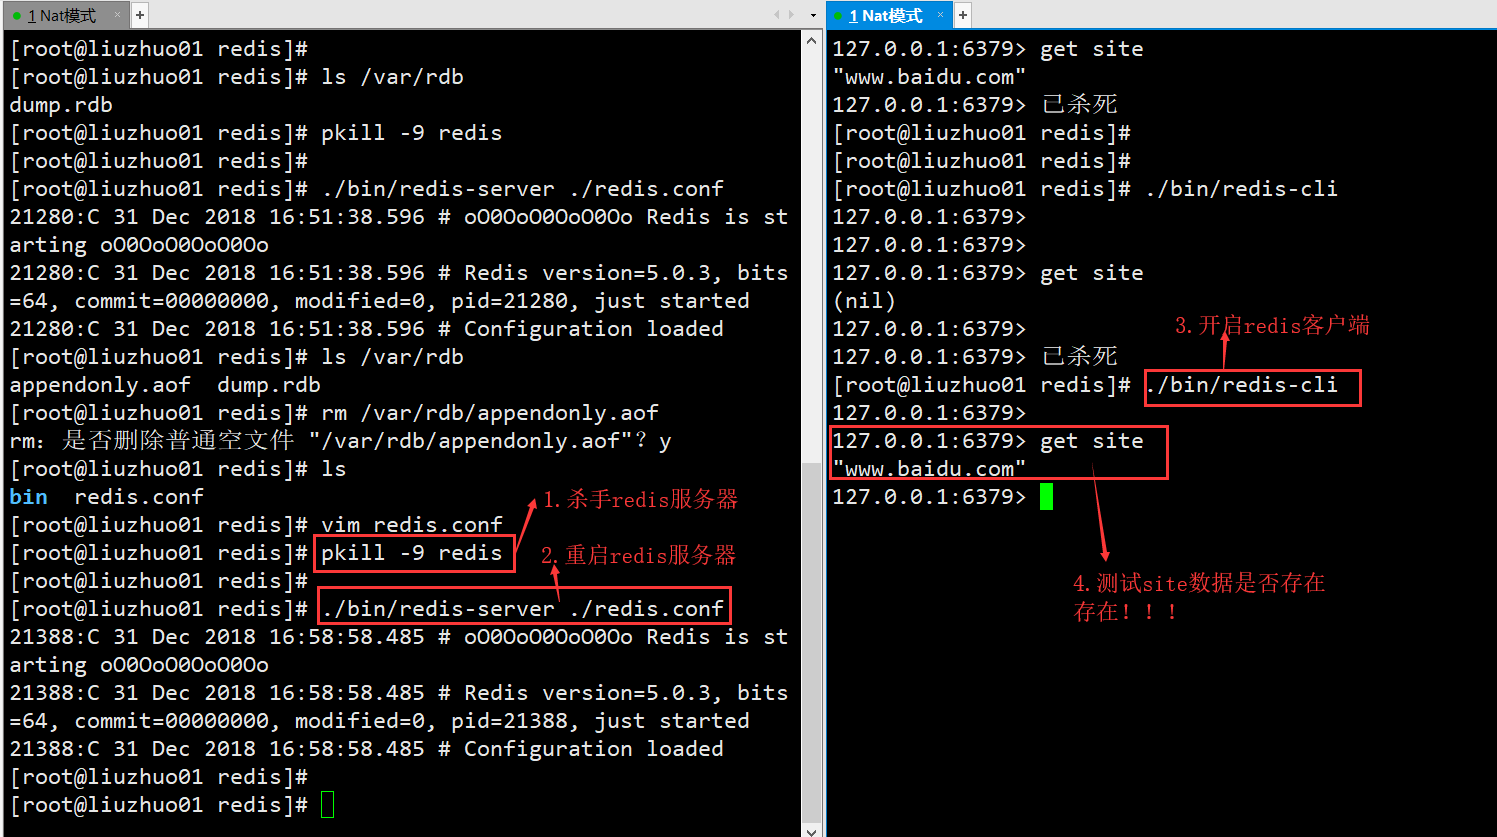 1 Nat模式
[root@liuzhuo01 redis]#
[root@liuzhuo01 redis]# ls /var/rdb
dump.rdb
[root@liuzhuo01 redis]# pkill -9 redis
[root@liuzhuo01 redis]#
[root@liuzhuo01 redis]# ./bin/redis-server ./redis.conf
21280:C 31 Dec 2018 16:51:38.596 # oO0OoO0OoO0Oo Redis is st
arting oO0OoO0OoO0Oo
21280:C 31 Dec 2018 16:51:38.596 # Redis version=5.0.3, bits
=64, commit=00000000, modified=0, pid=21280, just started
21280:C 31 Dec 2018 16:51:38.596 # Configuration loaded
[root@liuzhuo01 redis]# ls /var/rdb
appendonly.aof  dump.rdb
[root@liuzhuo01 redis]# rm /var/rdb/appendonly.aof
rm：是否删除普通空文件 "/var/rdb/appendonly.aof"？y
[root@liuzhuo01 redis]# ls
bin  redis.conf
[root@liuzhuo01 redis]# vim redis.conf
[root@liuzhuo01 redis]# pkill -9 redis
[root@liuzhuo01 redis]#
[root@liuzhuo01 redis]# ./bin/redis-server ./redis.conf
21388:C 31 Dec 2018 16:58:58.485 # oO0OoO0OoO0Oo Redis is st
arting oO0OoO0OoO0Oo
21388:C 31 Dec 2018 16:58:58.485 # Redis version=5.0.3, bits
=64, commit=00000000, modified=0, pid=21388, just started
21388:C 31 Dec 2018 16:58:58.485 # Configuration loaded
[root@liuzhuo01 redis]#
[root@liuzhuo01 redis]#
1.杀手redis服务器
2.重启redis服务器
1 Nat模式
127.0.0.1:6379> get site
"www.baidu.com"
127.0.0.1:6379> 已杀死
[root@liuzhuo01 redis]#
[root@liuzhuo01 redis]#
[root@liuzhuo01 redis]# ./bin/redis-cli
127.0.0.1:6379>
127.0.0.1:6379>
127.0.0.1:6379> get site
(nil)
127.0.0.1:6379>
127.0.0.1:6379> 已杀死
[root@liuzhuo01 redis]# ./bin/redis-cli
127.0.0.1:6379>
127.0.0.1:6379> get site
"www.baidu.com"
127.0.0.1:6379>
3.开启redis客户端
4.测试site数据是否存在
存在！！！